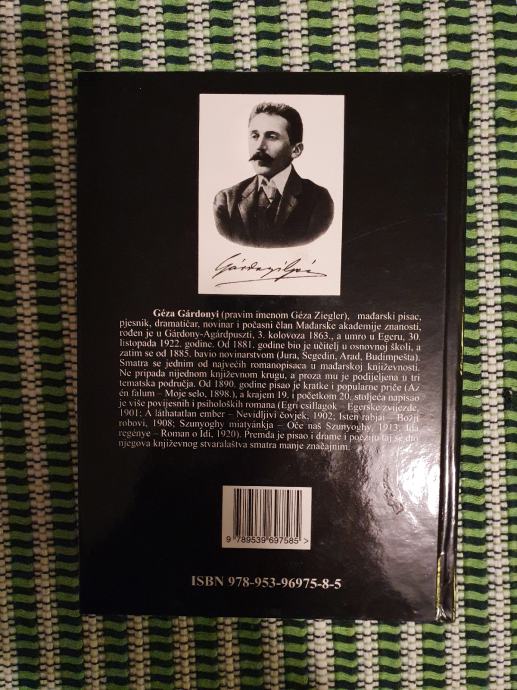 Gárdonyi Géza
Géza Gárdonyi (pravim imenom Géza Ziegler), mađarski pisac,
pjesnik, dramatičar, novinar i počasni član Mađarske akademije znanosti,
rođen je u Gárdony-Agárdpuszti, 3. kolovoza 1863., a umro u Egeru, 30.
listopada 1922. godine. Od 1881. godine bio je učitelj u osnovnoj školi, a
zatim se od 1885. bavio novinarstvom (Jura, Segedin, Arad, Budimpešta).
Smatra se jednim od najvećih romanopisaca u mađarskoj književnosti.
Ne pripada nijednom književnom krugu, a proza mu je podijeljena u tri
tematska područja. Od 1890. godine pisao je kratke i popularne priče (Az
én falum – Moje selo, 1898.), a krajem 19. i početkom 20. stoljeća napisao
je više povijesnih i psiholoških romana (Egri csillagok – Egerske zvijezde,
1901; A láthatatlan ember – Nevidljivi čovjek, 1902; Isten rabjai – Božji
robovi, 1908; Szunyoghy miatyánkja – Oče naš Szunyoghy, 1913; Ida
regénye – Roman o Idi, 1920). Premda je pisao i drame i poeziju taj se dio
njegova književnog stvaralaštva smatra manje značajnim.
9 789539 697585 >
ISBN 978-953-96975-8-5